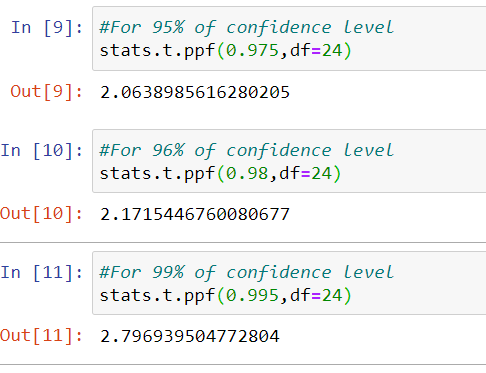 In [9]: #For 95% of confidence level
stats.t.ppf(0.975,df=24)
Out[9]: 2.0638985616280205
In [10]: #For 96% of confidence level
stats.t.ppf(0.98,df=24)
Out[10]: 2.1715446760080677
In [11]: #For 99% of confidence level
stats.t.ppf(0.995,df=24)
Out[11]: 2.796939504772804